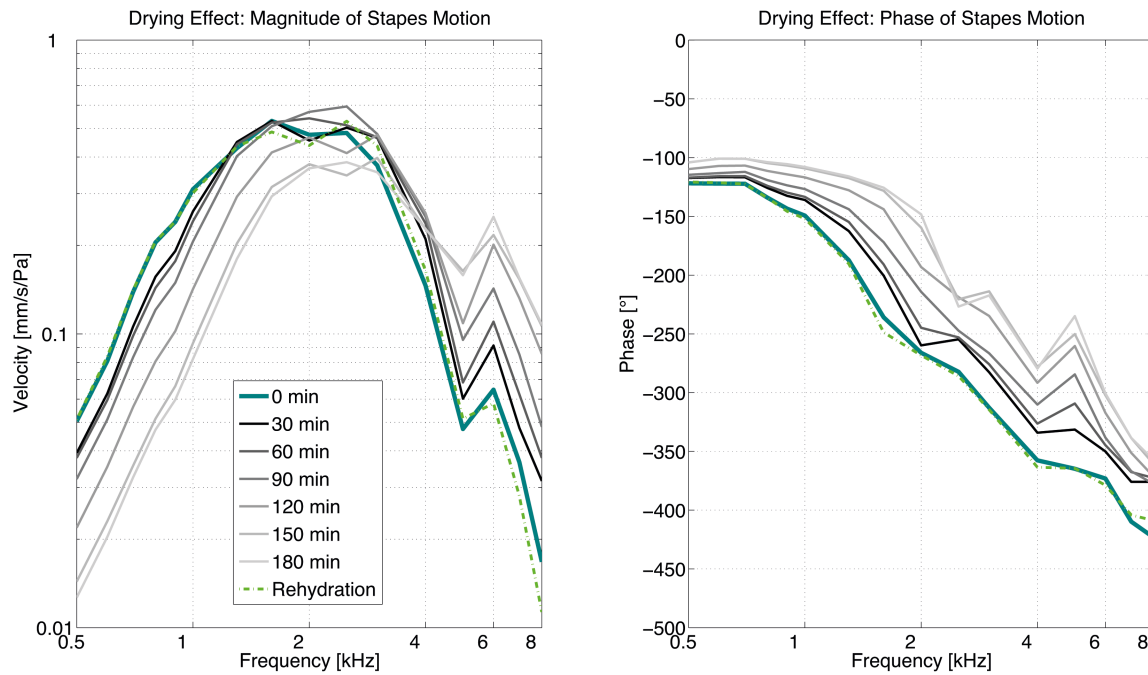 Drying Effect: Magnitude of Stapes Motion
1
0.1
0.01
Velocity [mm/s/Pa]
0 min
30 min
60 min
90 min
120 min
150 min
180 min
Rehydration
0.5
1
2
4
6
8
Frequency [kHz]
Drying Effect: Phase of Stapes Motion
0
−50
−100
−150
−200
−250
−300
−350
−400
−450
−500
Phase [°]
0.5
1
2
4
6
8
Frequency [kHz]